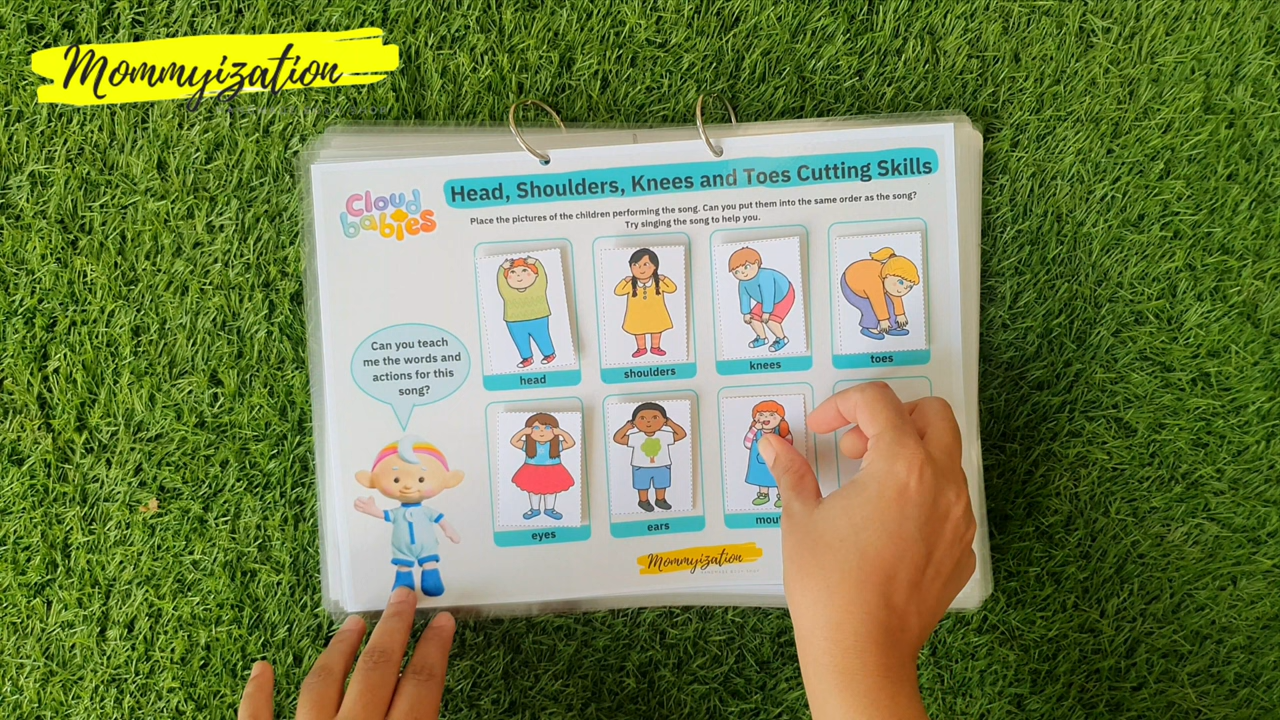 Mommyization
Head, Shoulders, Knees and Toes Cutting Skills
Cloud
babies
Place the pictures of the children performing the song. Can you put them into the same order as the song?
Try singing the song to help you.
Can you teach
me the words and
actions for this
song?
head
shoulders
knees
toes
eyes
ears
mou
Mommyization